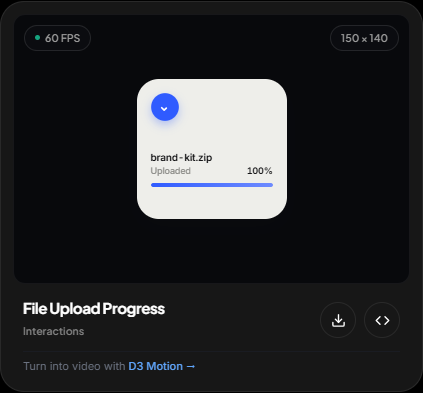 60 FPS
150 × 140
brand-kit.zip
Uploaded 100%
File Upload Progress
Interactions
Turn into video with D3 Motion →